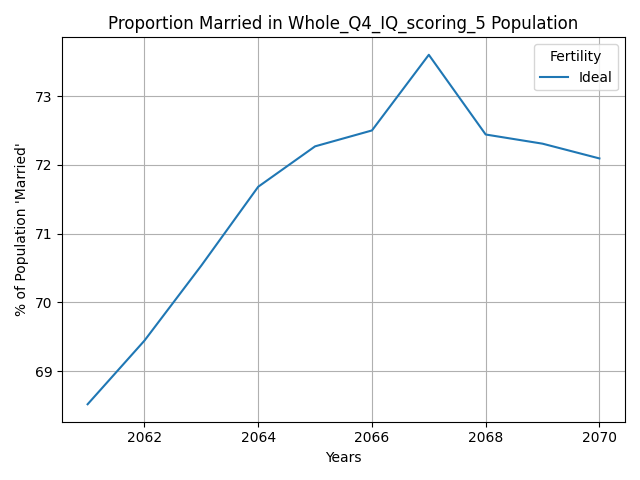 Proportion Married in Whole_Q4_IQ_scoring_5 Population
Fertility
Ideal
% of Population 'Married'
73
72
71
70
69
2062
2064
2066
2068
2070
Years